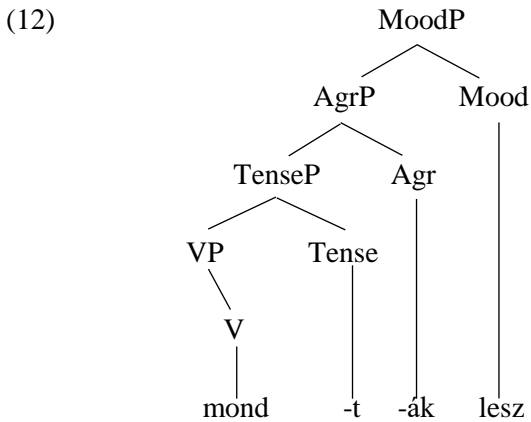 (12) MoodP
AgrP Mood
TenseP Agr
VP Tense
V
mond -t -ák lesz